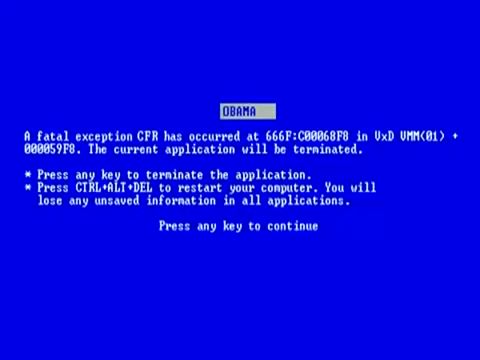 OBAMA
A fatal exception CFR has occurred at 666F:C00068F8 in VxD VMM(01) +
000059F8. The current application will be terminated.
* Press any key to terminate the application.
* Press CTRL+ALT+DEL to restart your computer. You will
lose any unsaved information in all applications.
Press any key to continue